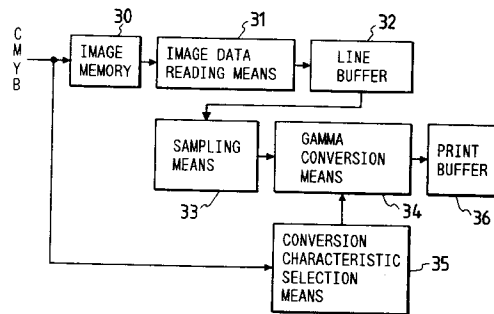 30
31
32
C
M
Y
B
IMAGE
MEMORY
IMAGE DATA
READING MEANS
LINE
BUFFER
SAMPLING
MEANS
GAMMA
CONVERSION
MEANS
PRINT
BUFFER
33
34
36
CONVERSION
CHARACTERISTIC
SELECTION
MEANS
35